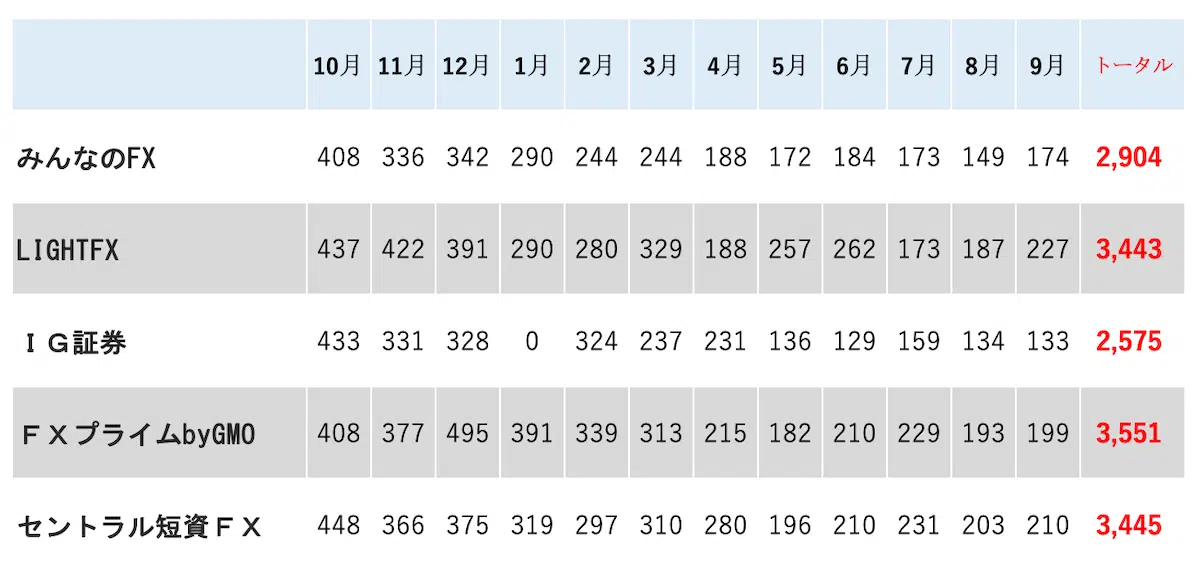 10月 11月 12月 1月 2月 3月 4月 5月 6月 7月 8月 9月 トータル
みんなのFX 408 336 342 290 244 244 188 172 184 173 149 174 2,904
LIGHTFX 437 422 391 290 280 329 188 257 262 173 187 227 3,443
ＩＧ証券 433 331 328 0 324 237 231 136 129 159 134 133 2,575
ＦＸプライムbyGMO 408 377 495 391 339 313 215 182 210 229 193 199 3,551
セントラル短資ＦＸ 448 366 375 319 297 310 280 196 210 231 203 210 3,445